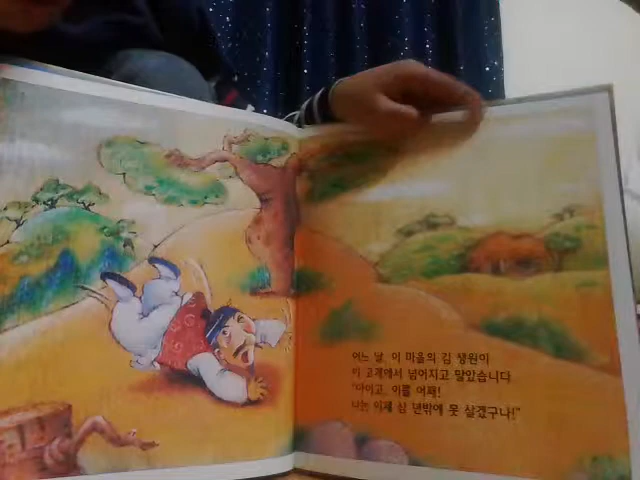 어느 날, 이 마을의 김 생원이
이 고개에서 넘어지고 말았습니다.
"아이고, 이를 어째!
나는 이제 삼 년밖에 못 살겠구나!"